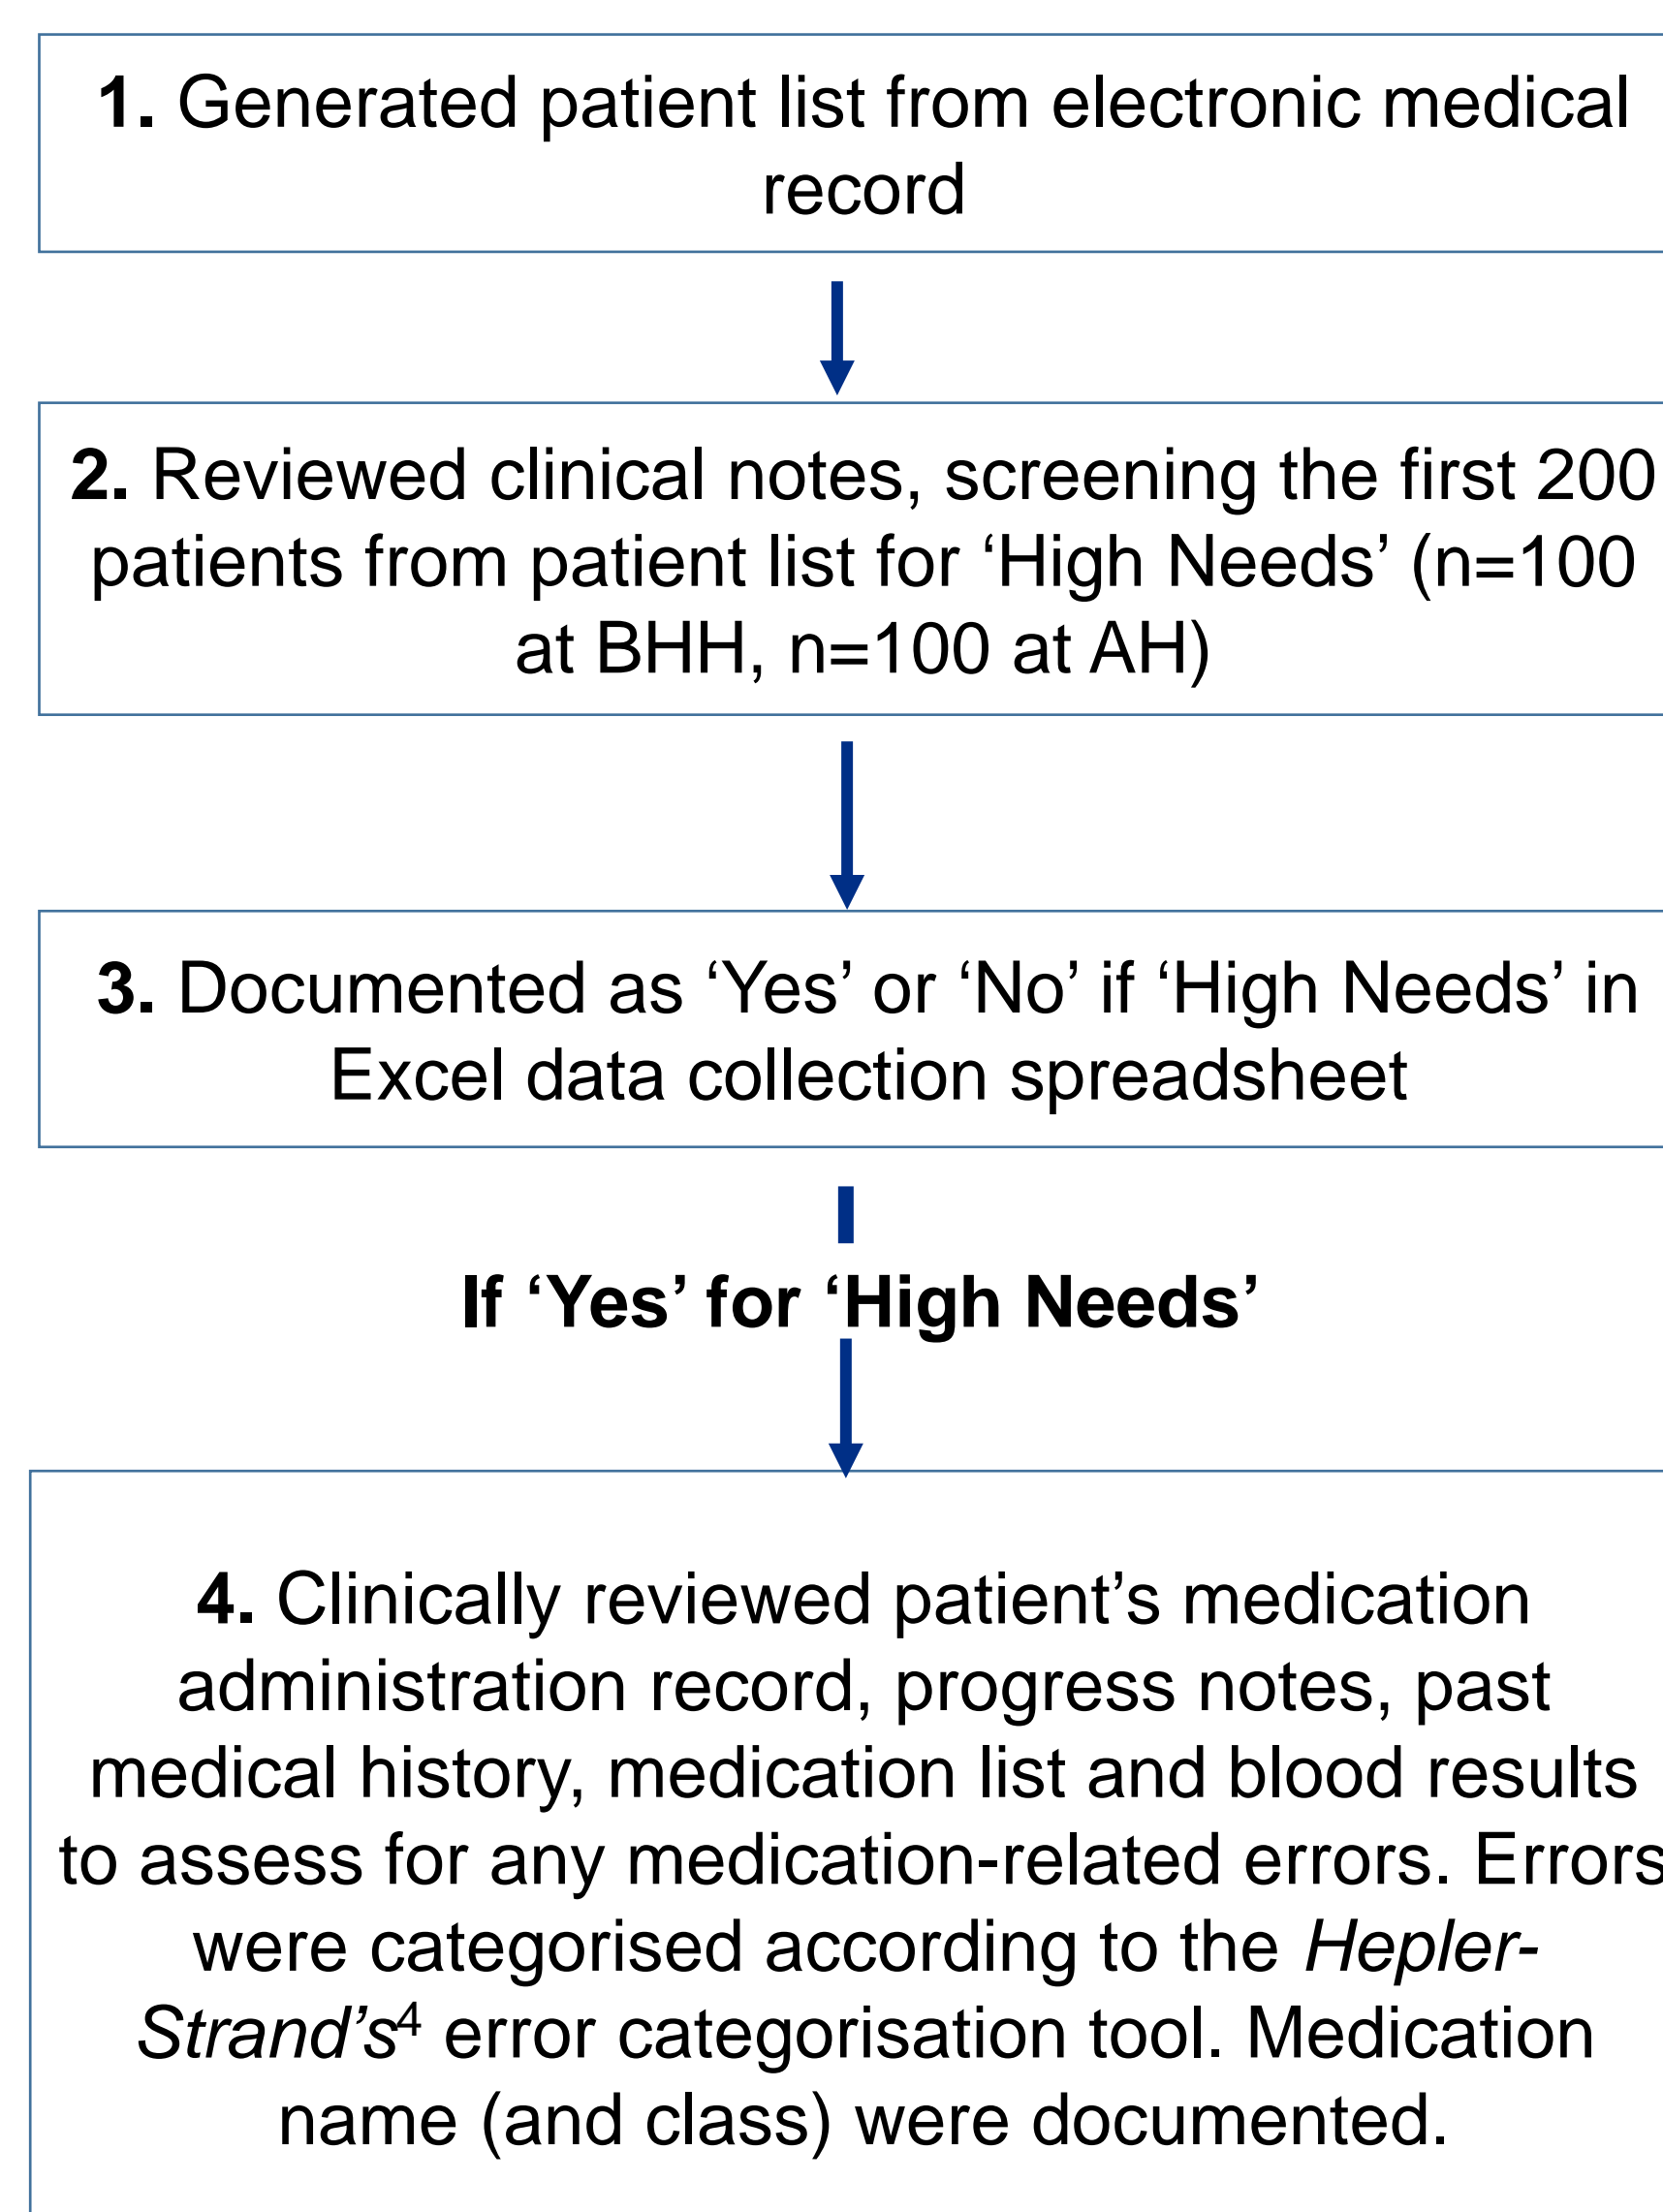 1. Generated patient list from electronic medical
record
2. Reviewed clinical notes, screening the first 200
patients from patient list for ‘High Needs’ (n=100
at BHH, n=100 at AH)
3. Documented as ‘Yes’ or ‘No’ if ‘High Needs’ in
Excel data collection spreadsheet
If ‘Yes’ for ‘High Needs’
4. Clinically reviewed patient’s medication
administration record, progress notes, past
medical history, medication list and blood results
to assess for any medication-related errors. Errors
were categorised according to the Hepler-
Strand’s⁴ error categorisation tool. Medication
name (and class) were documented.